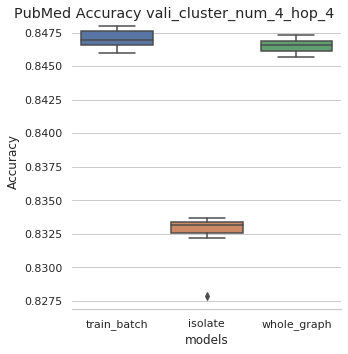 PubMed Accuracy vali_cluster_num_4_hop_4
0.8475
0.8450
0.8425
0.8400
0.8375
0.8350
0.8325
0.8300
0.8275
Accuracy
train_batch
isolate
whole_graph
models